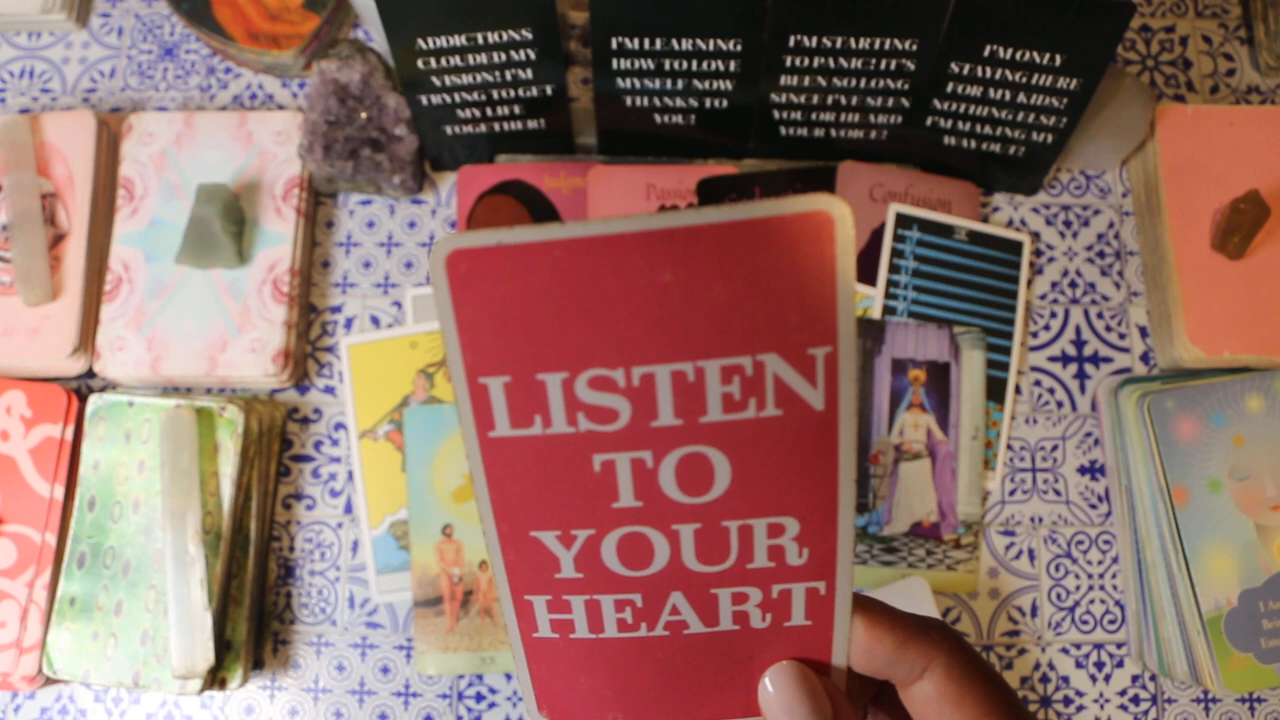 ADDICTIONS
CLOUDED MY
VISION! I'M
TRYING TO GET
MY LIFE
TOGETHER!
I'M LEARNING
HOW TO LOVE
MYSELF NOW
THANKS TO
YOU!
I'M STARTING
TO PANIC! IT'S
BEEN SO LONG
SINCE I'VE SEEN
YOU OR HEARD
YOUR VOICE!
I'M ONLY
STAYING HERE
FOR MY KIDS!
NOTHING ELSE!
I'M MAKING MY
WAY OUT?
Confusion
LISTEN
TO
YOUR
HEART